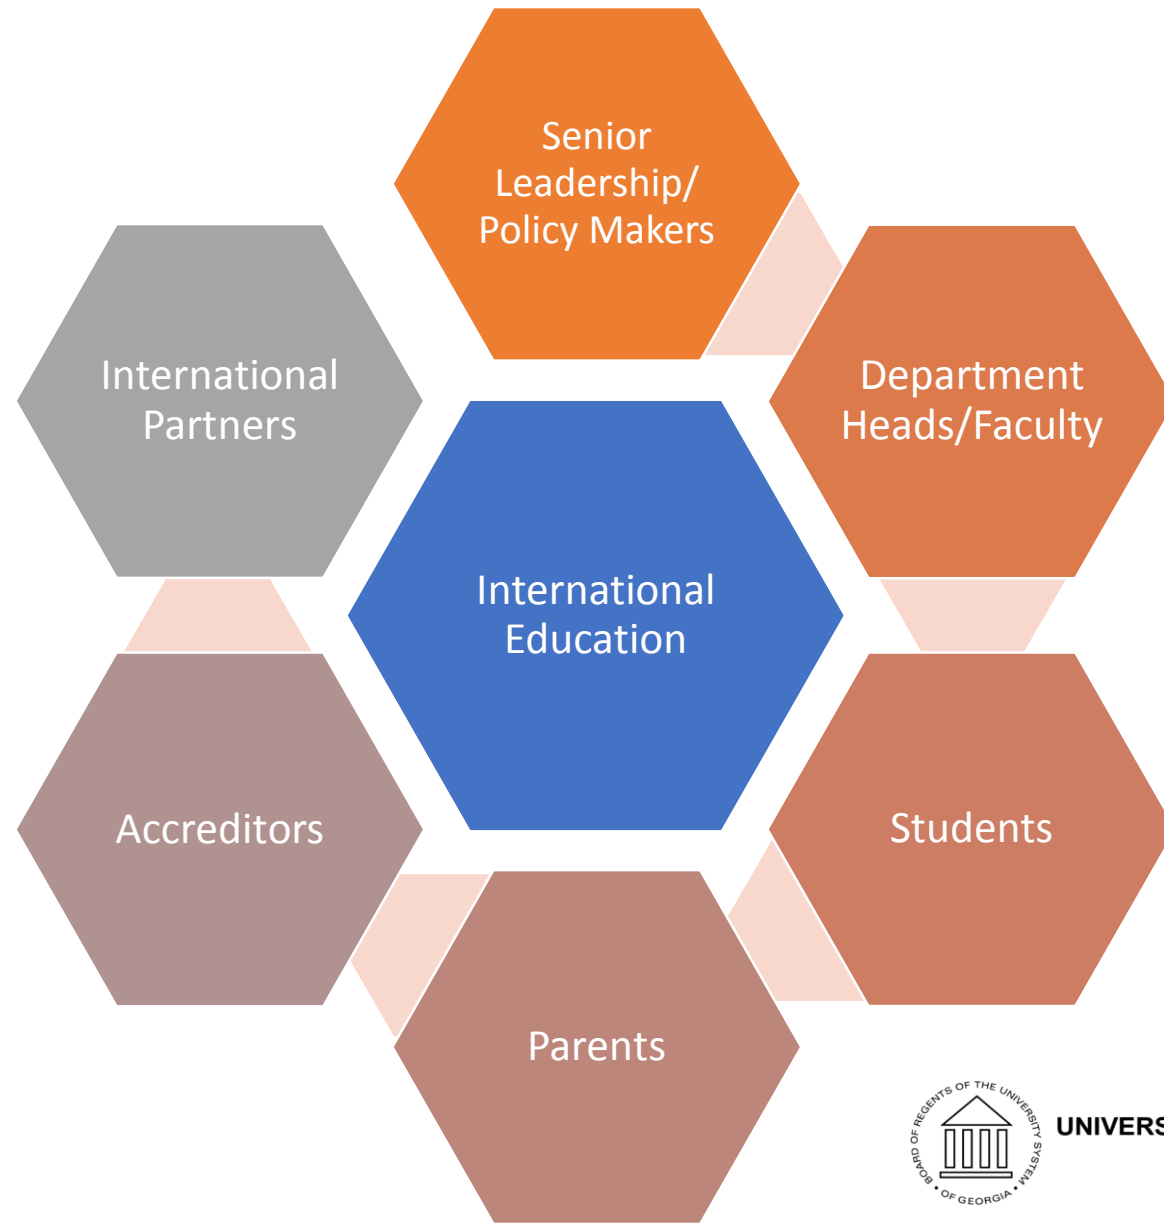 Senior
Leadership/
Policy Makers
International
Partners
Department
Heads/Faculty
International
Education
Accreditors
Students
Parents
BOARD OF REGENTS OF THE UNIVERSITY SYSTEM
• OF GEORGIA •
UNIVERS